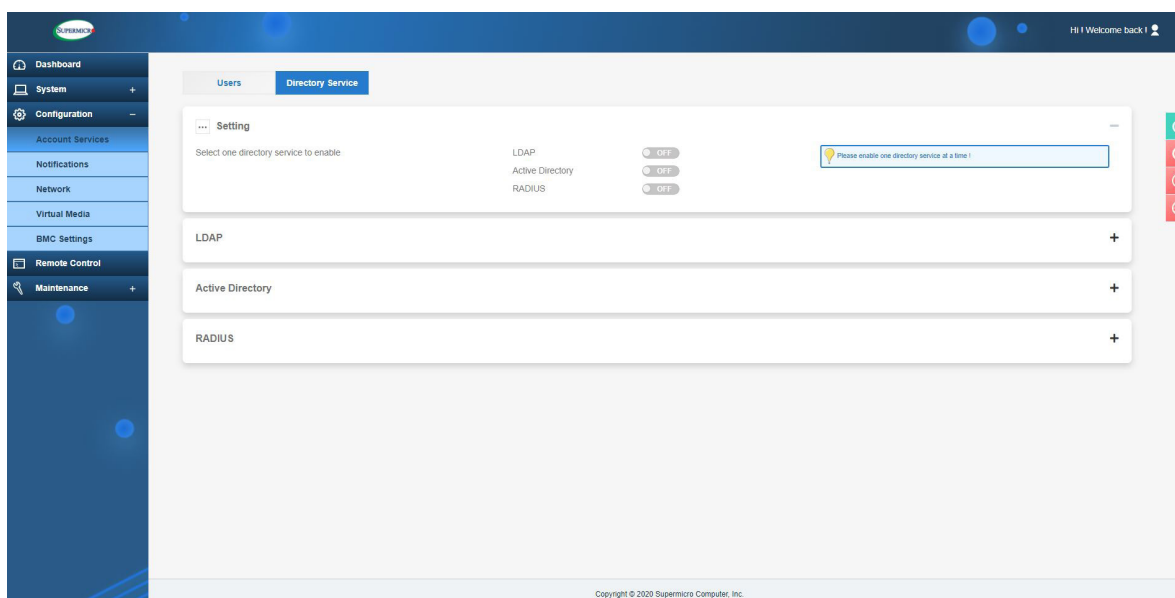 SUPERMICRO
Hi ! Welcome back !
Dashboard
System +
Configuration −
Account Services
Notifications
Network
Virtual Media
BMC Settings
Remote Control
Maintenance +
Users Directory Service
... Setting −
Select one directory service to enable
LDAP OFF
Active Directory OFF
RADIUS OFF
Please enable one directory service at a time !
LDAP +
Active Directory +
RADIUS +
Copyright © 2020 Supermicro Computer, Inc.